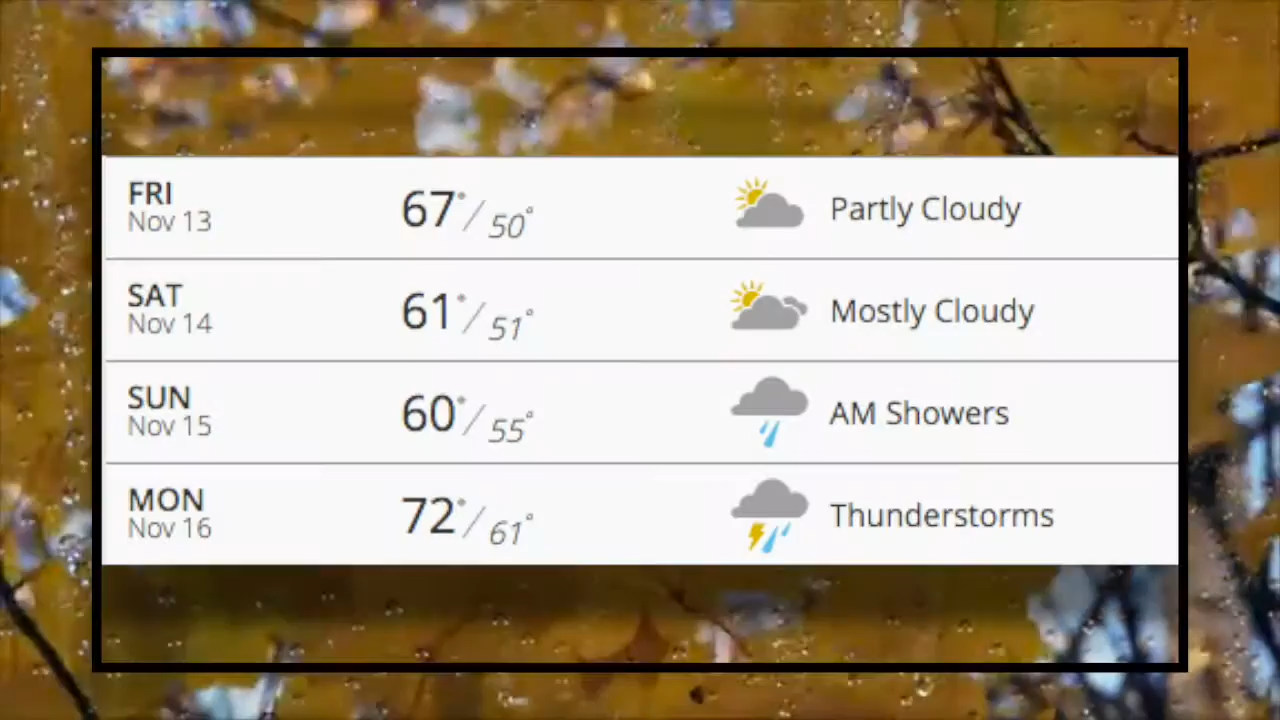 FRI
Nov 13
67°/50°
Partly Cloudy
SAT
Nov 14
61°/51°
Mostly Cloudy
SUN
Nov 15
60°/55°
AM Showers
MON
Nov 16
72°/61°
Thunderstorms